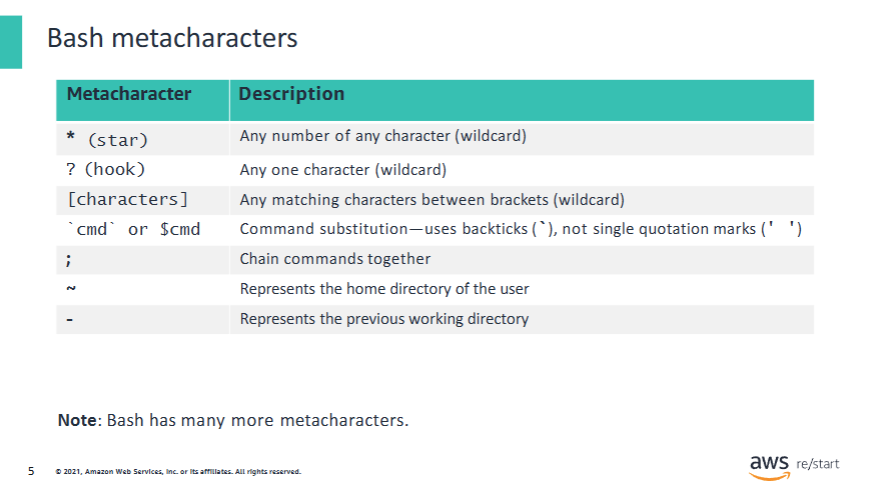 Bash metacharacters
Metacharacter Description
* (star) Any number of any character (wildcard)
? (hook) Any one character (wildcard)
[characters] Any matching characters between brackets (wildcard)
`cmd` or $cmd Command substitution—uses backticks (`), not single quotation marks (' ')
; Chain commands together
~ Represents the home directory of the user
- Represents the previous working directory
Note: Bash has many more metacharacters.
5 © 2021, Amazon Web Services, Inc. or its affiliates. All rights reserved.
aws re/start